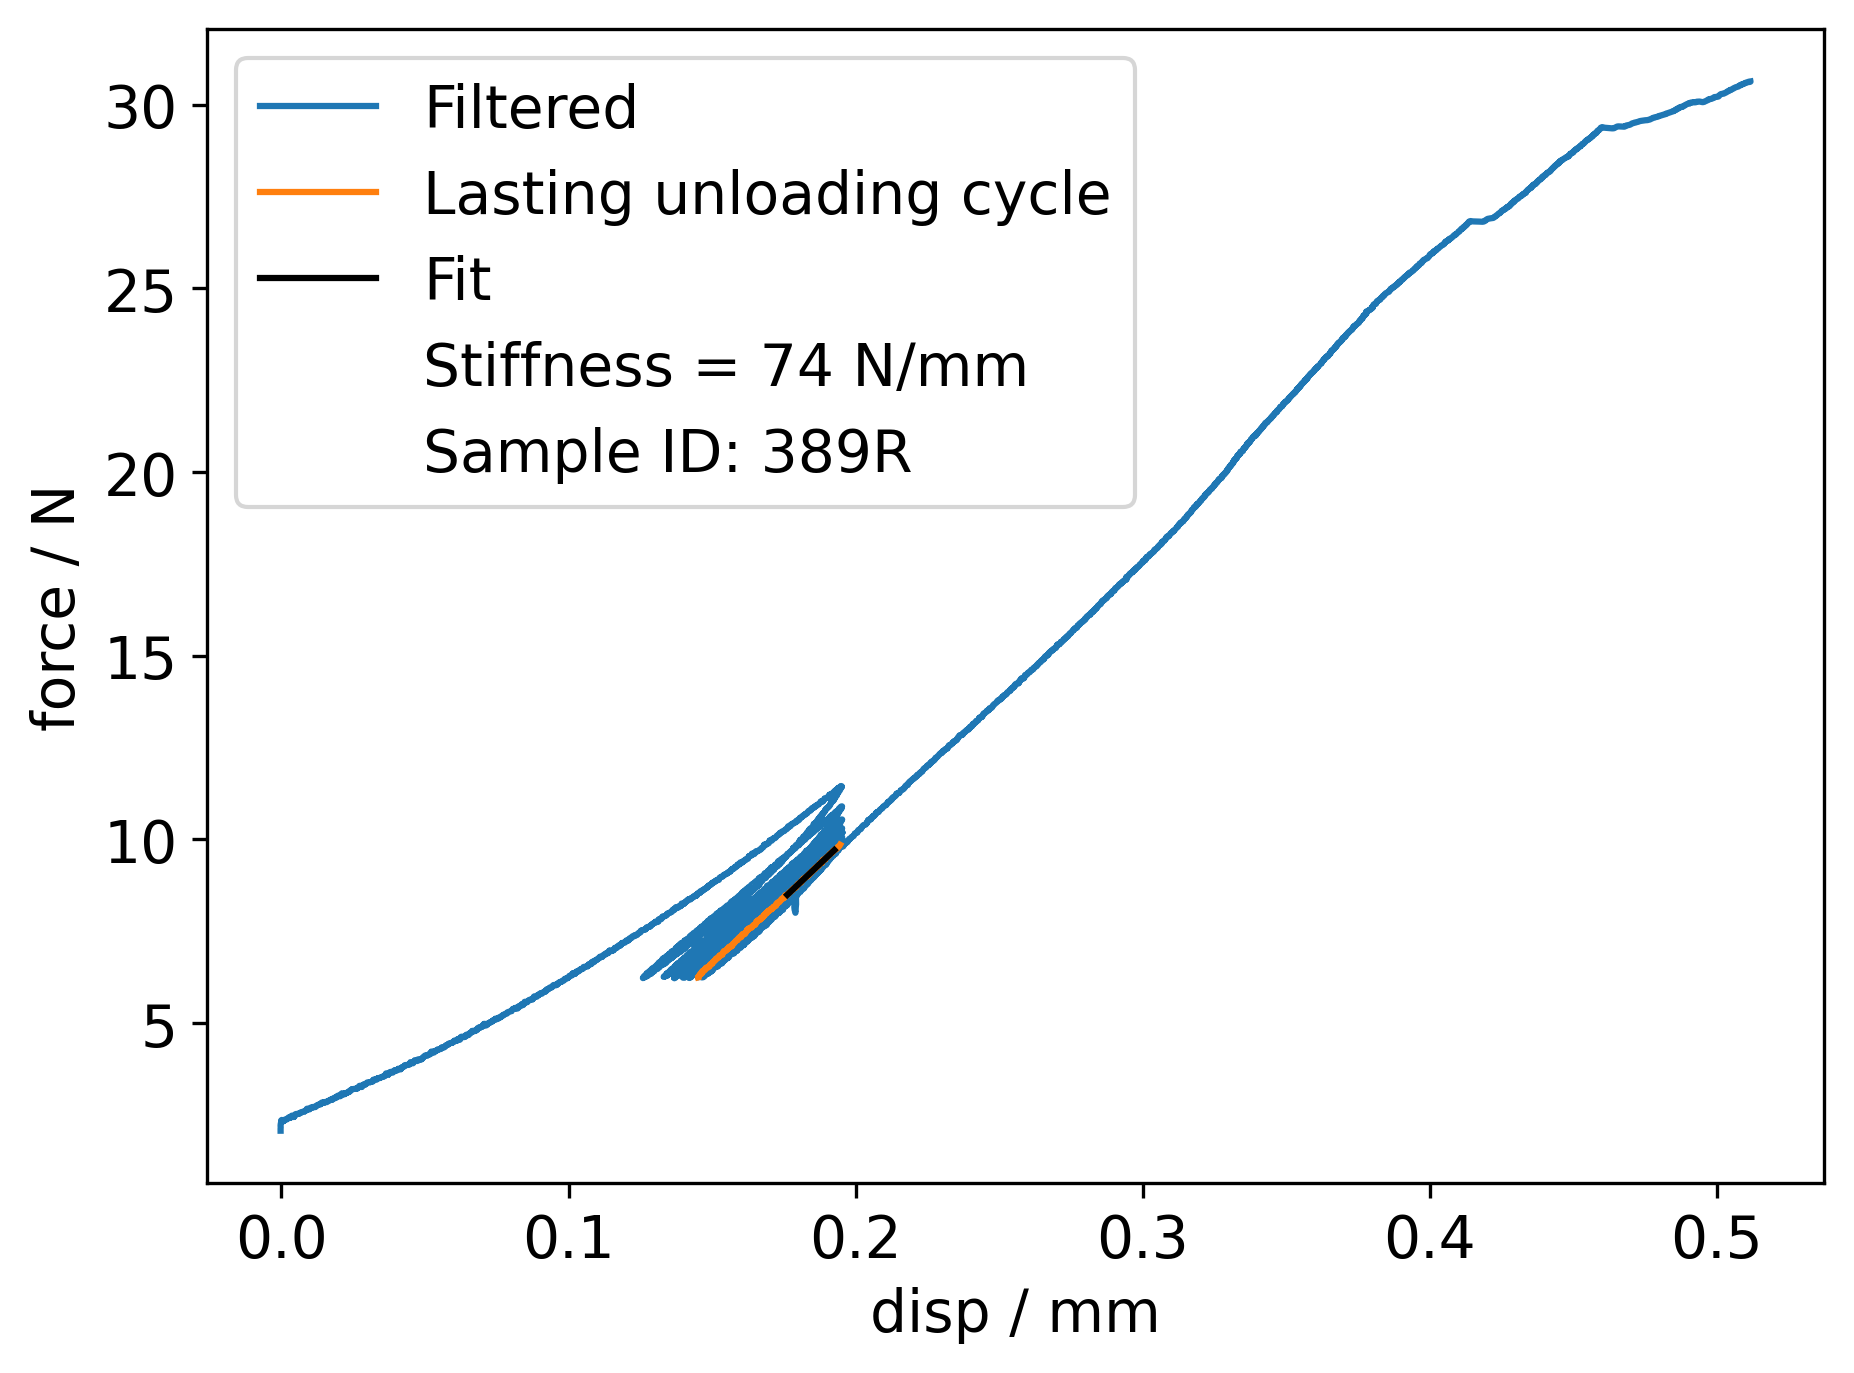 Filtered
Lasting unloading cycle
Fit
Stiffness = 74 N/mm
Sample ID: 389R
30
25
20
15
10
5
force / N
0.0 0.1 0.2 0.3 0.4 0.5
disp / mm